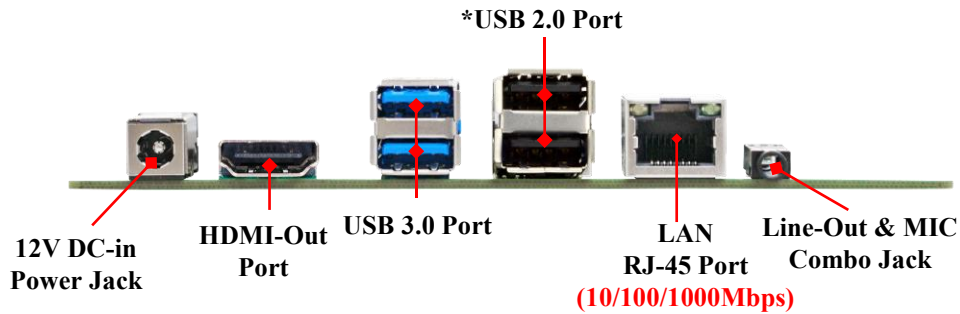 *USB 2.0 Port
12V DC-in
Power Jack
HDMI-Out
Port
USB 3.0 Port
LAN
RJ-45 Port
(10/100/1000Mbps)
Line-Out & MIC
Combo Jack